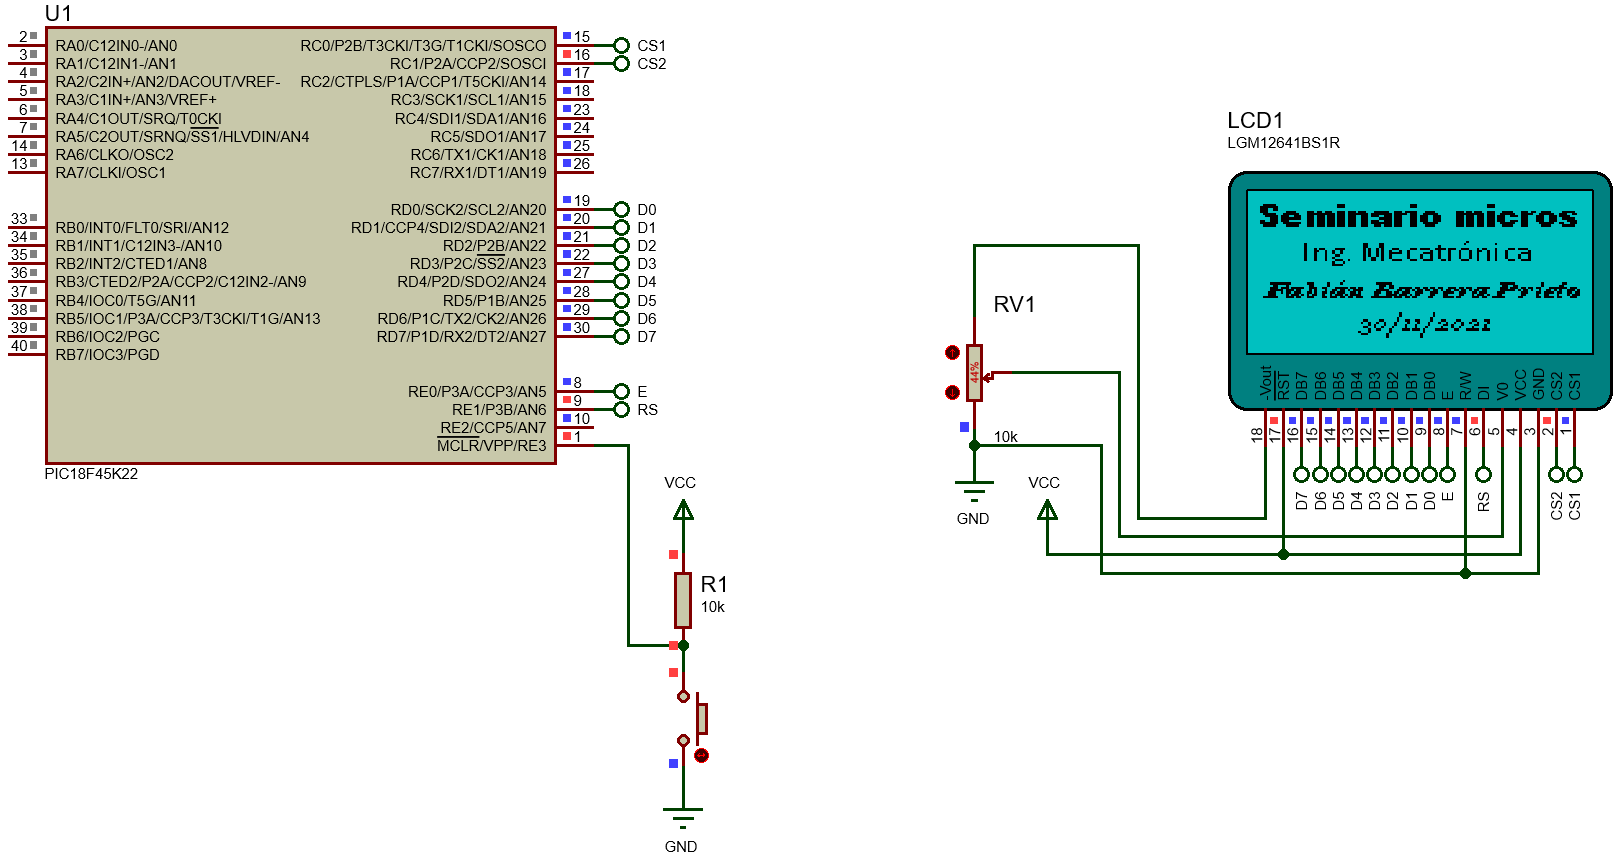 U1
2 RA0/C12IN0-/AN0
3 RA1/C12IN1-/AN1
4 RA2/C2IN+/AN2/DACOUT/VREF-
5 RA3/C1IN+/AN3/VREF+
6 RA4/C1OUT/SRQ/T0CKI
7 RA5/C2OUT/SRNQ/SS1/HLVDIN/AN4
14 RA6/CLKO/OSC2
13 RA7/CLKI/OSC1
33 RB0/INT0/FLT0/SRI/AN12
34 RB1/INT1/C12IN3-/AN10
35 RB2/INT2/CTED1/AN8
36 RB3/CTED2/P2A/CCP2/C12IN2-/AN9
37 RB4/IOC0/T5G/AN11
38 RB5/IOC1/P3A/CCP3/T3CKI/T1G/AN13
39 RB6/IOC2/PGC
40 RB7/IOC3/PGD
RC0/P2B/T3CKI/T3G/T1CKI/SOSCO 15 CS1
RC1/P2A/CCP2/SOSCI 16 CS2
RC2/CTPLS/P1A/CCP1/T5CKI/AN14 17
RC3/SCK1/SCL1/AN15 18
RC4/SDI1/SDA1/AN16 23
RC5/SDO1/AN17 24
RC6/TX1/CK1/AN18 25
RC7/RX1/DT1/AN19 26
RD0/SCK2/SCL2/AN20 19 D0
RD1/CCP4/SDI2/SDA2/AN21 20 D1
RD2/P2B/AN22 21 D2
RD3/P2C/SS2/AN23 22 D3
RD4/P2D/SDO2/AN24 27 D4
RD5/P1B/AN25 28 D5
RD6/P1C/TX2/CK2/AN26 29 D6
RD7/P1D/RX2/DT2/AN27 30 D7
RE0/P3A/CCP3/AN5 8 E
RE1/P3B/AN6 9 RS
RE2/CCP5/AN7 10
MCLR/VPP/RE3 1
PIC18F45K22
VCC
R1
10k
GND
RV1
44%
10k
GND
VCC
LCD1
LGM12641BS1R
Seminario micros
Ing. Mecatrónica
Fabián Barrera Prieto
30/11/2021
-Vout RST DB7 DB6 DB5 DB4 DB3 DB2 DB1 DB0 E R/W DI V0 VCC GND CS2 CS1
18 17 16 15 14 13 12 11 10 9 8 7 6 5 4 3 2 1
D7 D6 D5 D4 D3 D2 D1 D0 E RS CS2 CS1